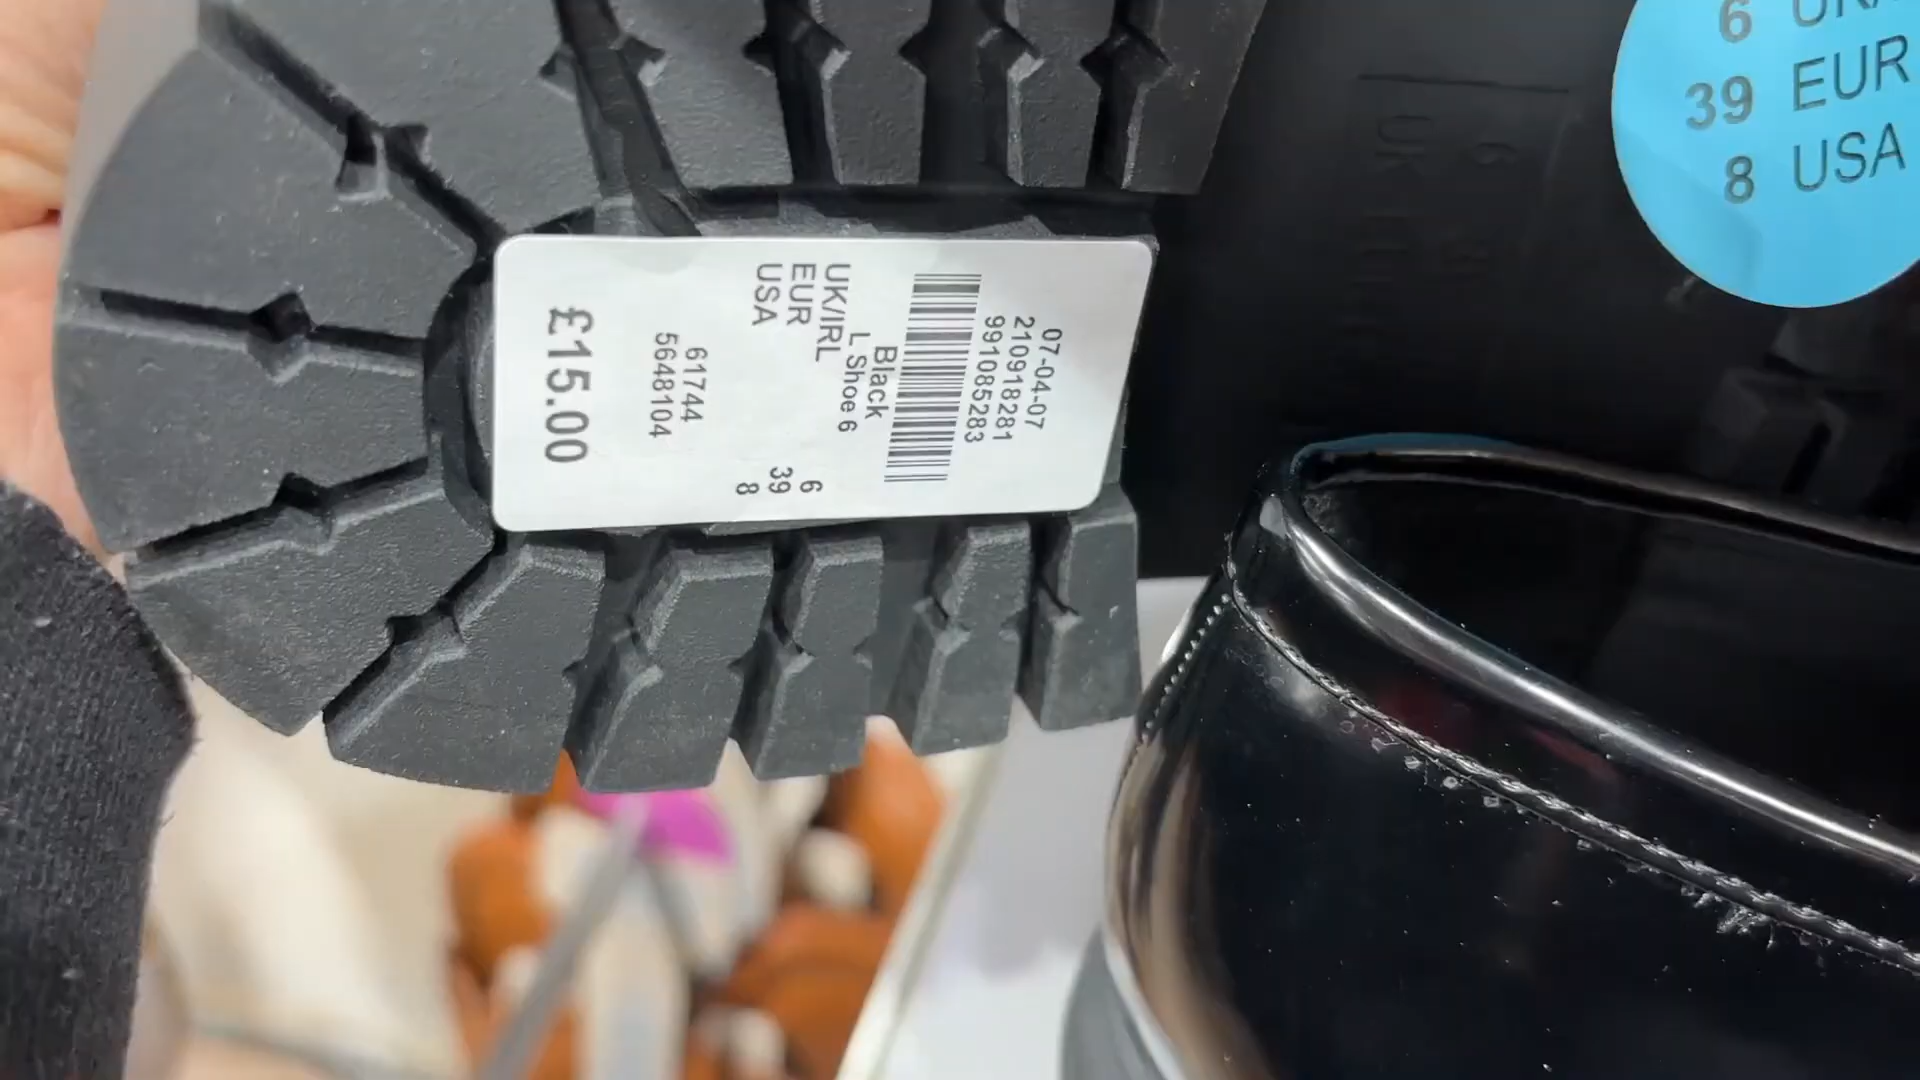 07-04-07
210918281
991085283
Black
L Shoe 6
UK/IRL 6
EUR 39
USA 8
61744
5648104
£15.00
6
39 EUR
8 USA